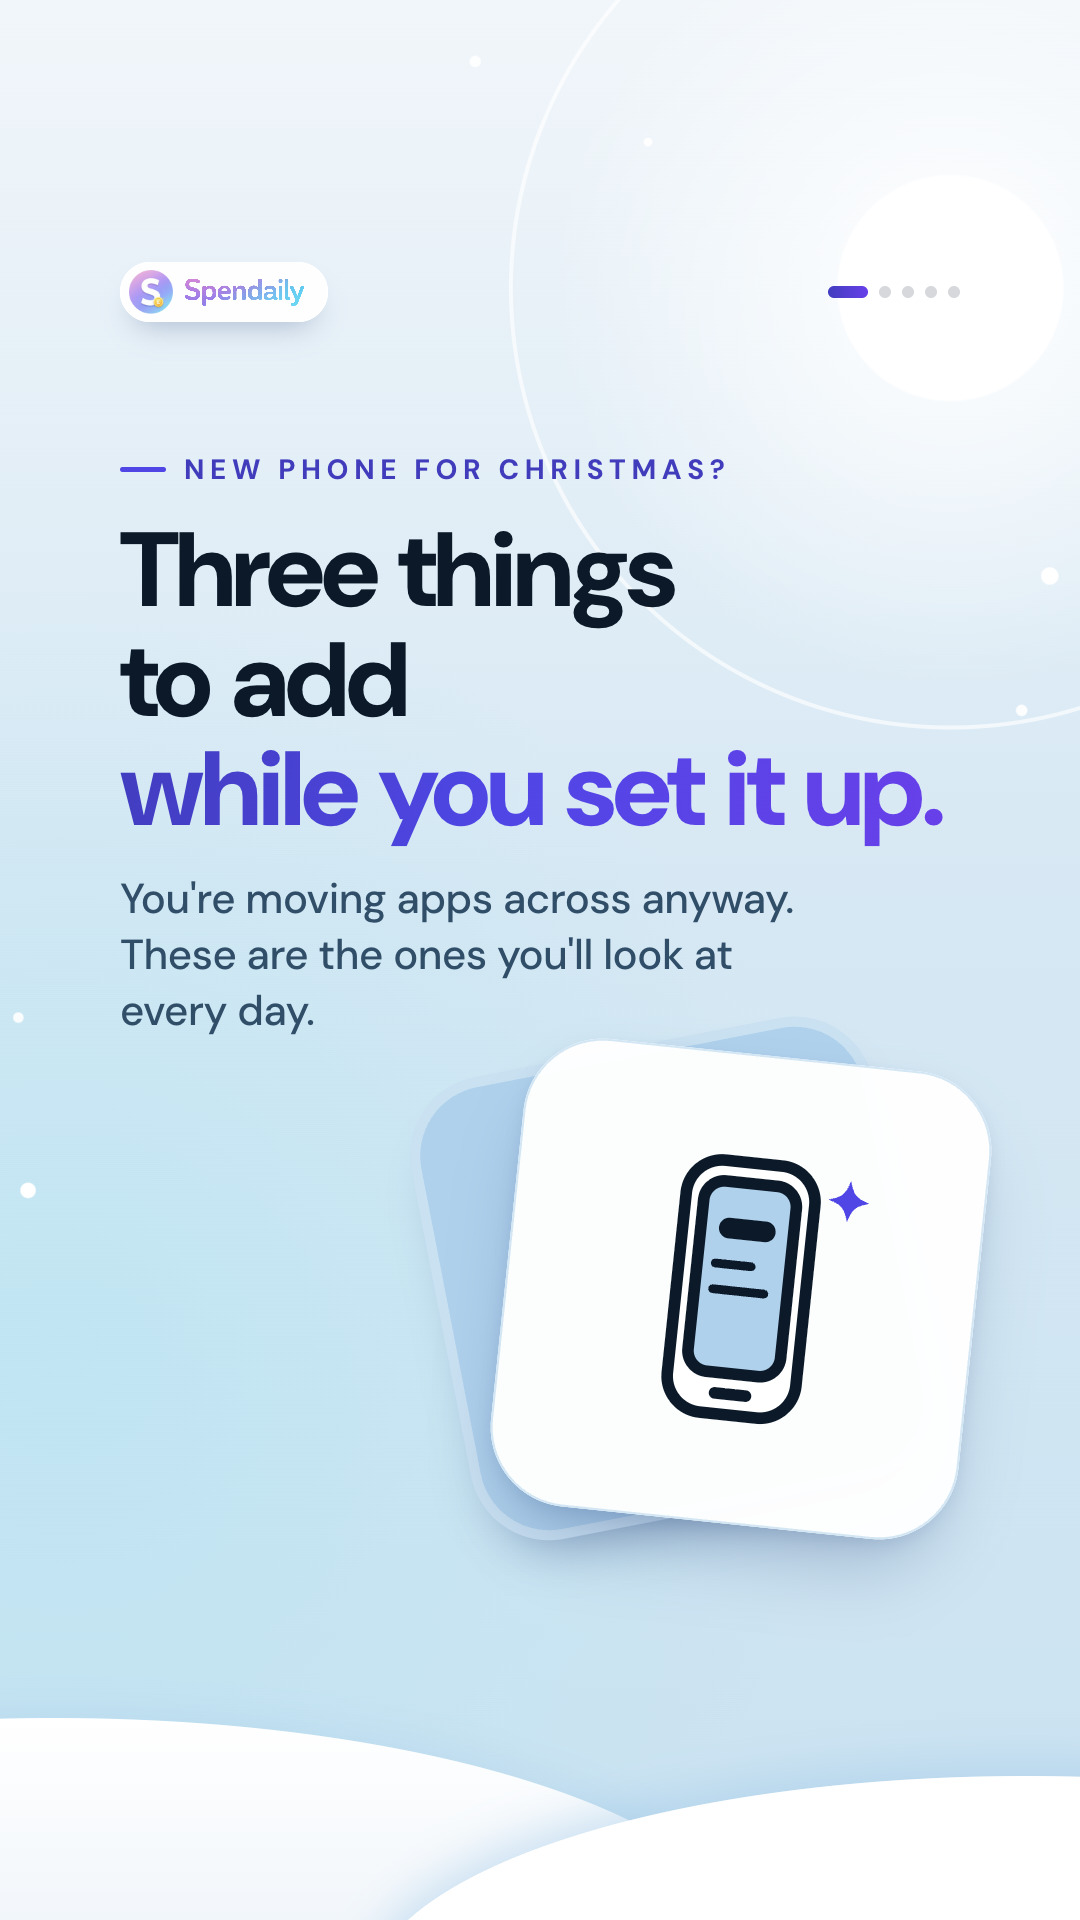 Spendaily
NEW PHONE FOR CHRISTMAS?
Three things
to add
while you set it up.
You're moving apps across anyway.
These are the ones you'll look at
every day.